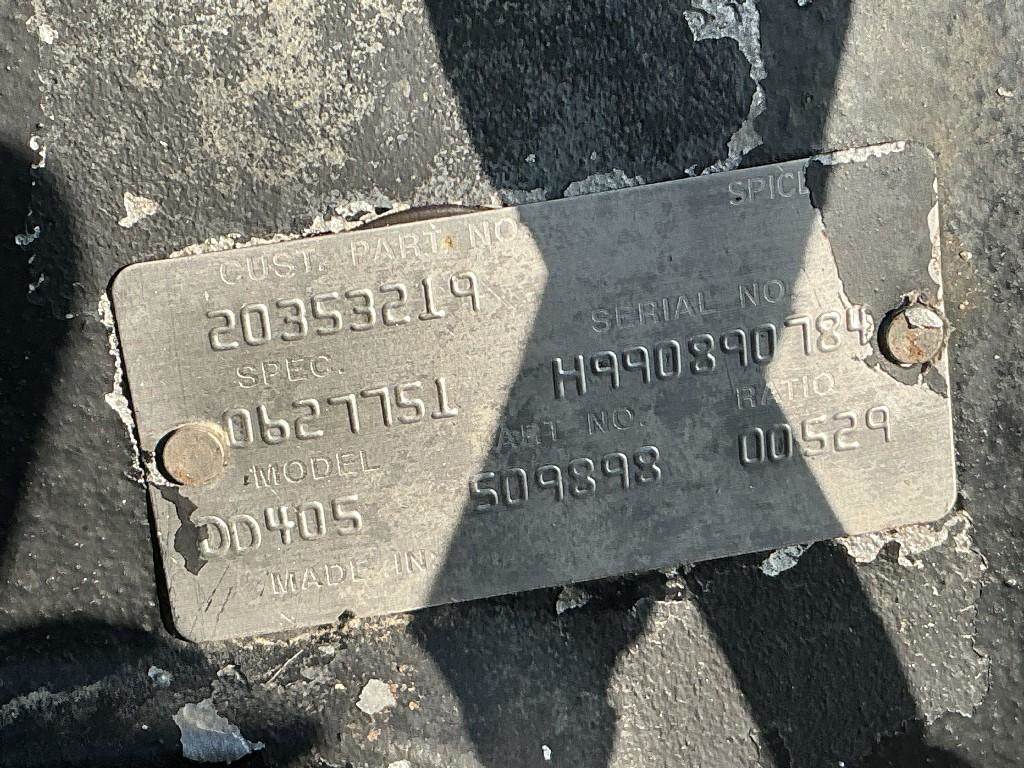 SPICE
CUST. PART NO
20353219
SERIAL NO
H990890784
SPEC.
0627751
PART NO.
RATIO
509898
00529
MODEL
DD405
MADE IN